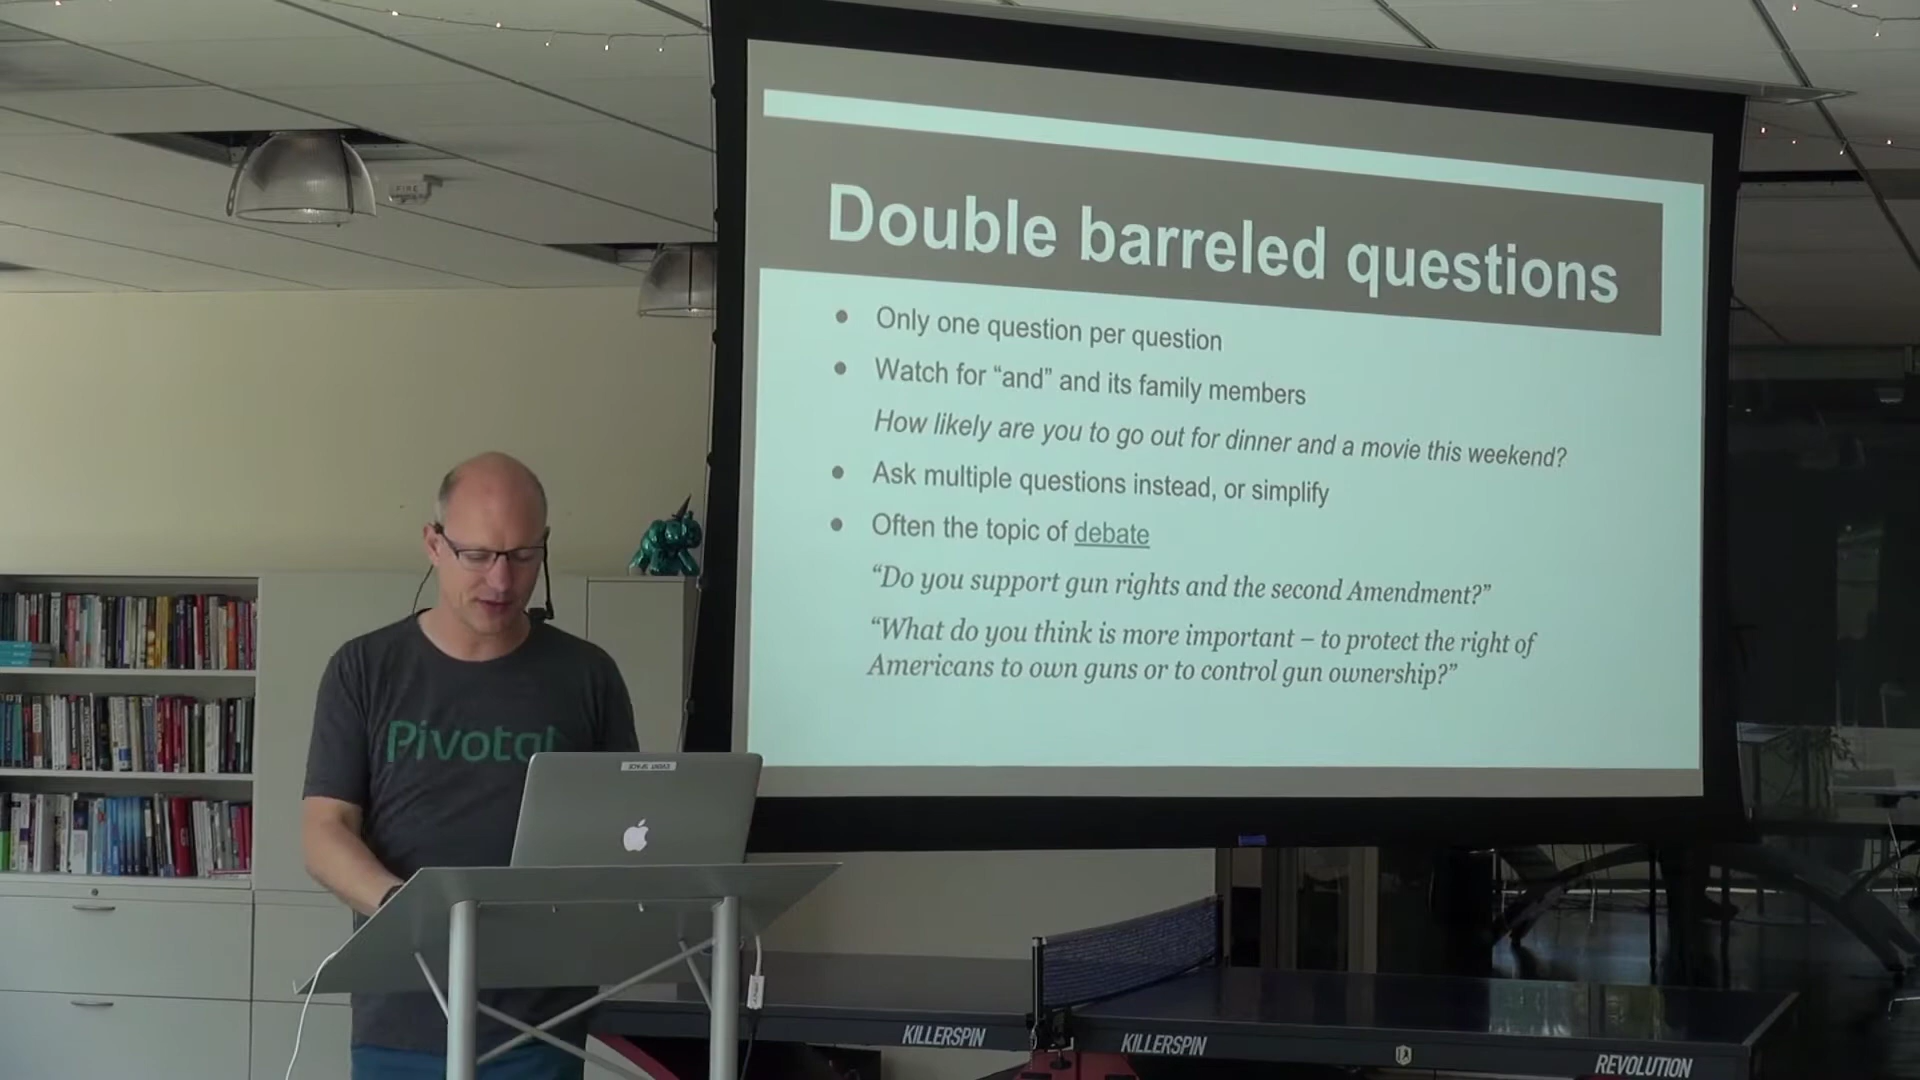 Double barreled questions
● Only one question per question
● Watch for “and” and its family members
How likely are you to go out for dinner and a movie this weekend?
● Ask multiple questions instead, or simplify
● Often the topic of debate
“Do you support gun rights and the second Amendment?”
“What do you think is more important – to protect the right of
Americans to own guns or to control gun ownership?”
FIRE
Pivotal
EVENT SPACE
KILLERSPIN
KILLERSPIN
REVOLUTION